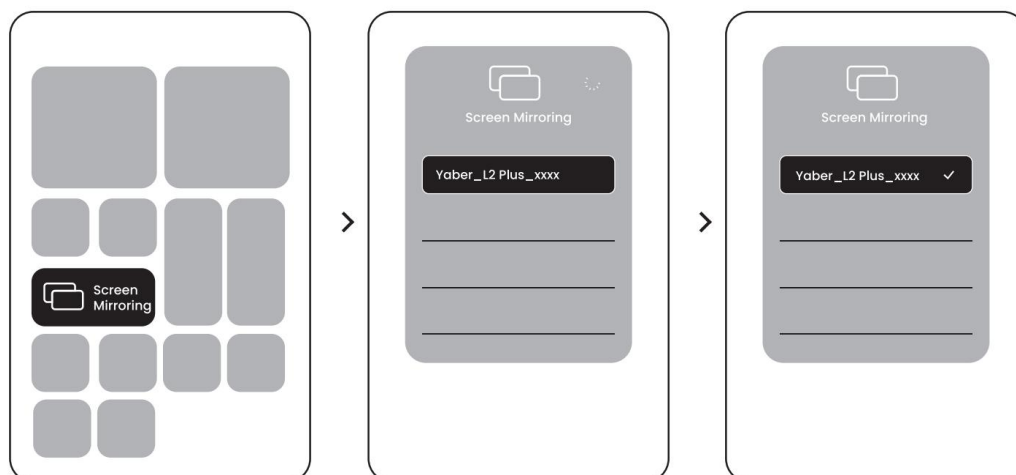 Screen
Mirroring
Screen Mirroring
Yaber_L2 Plus_xxxx
Screen Mirroring
Yaber_L2 Plus_xxxx